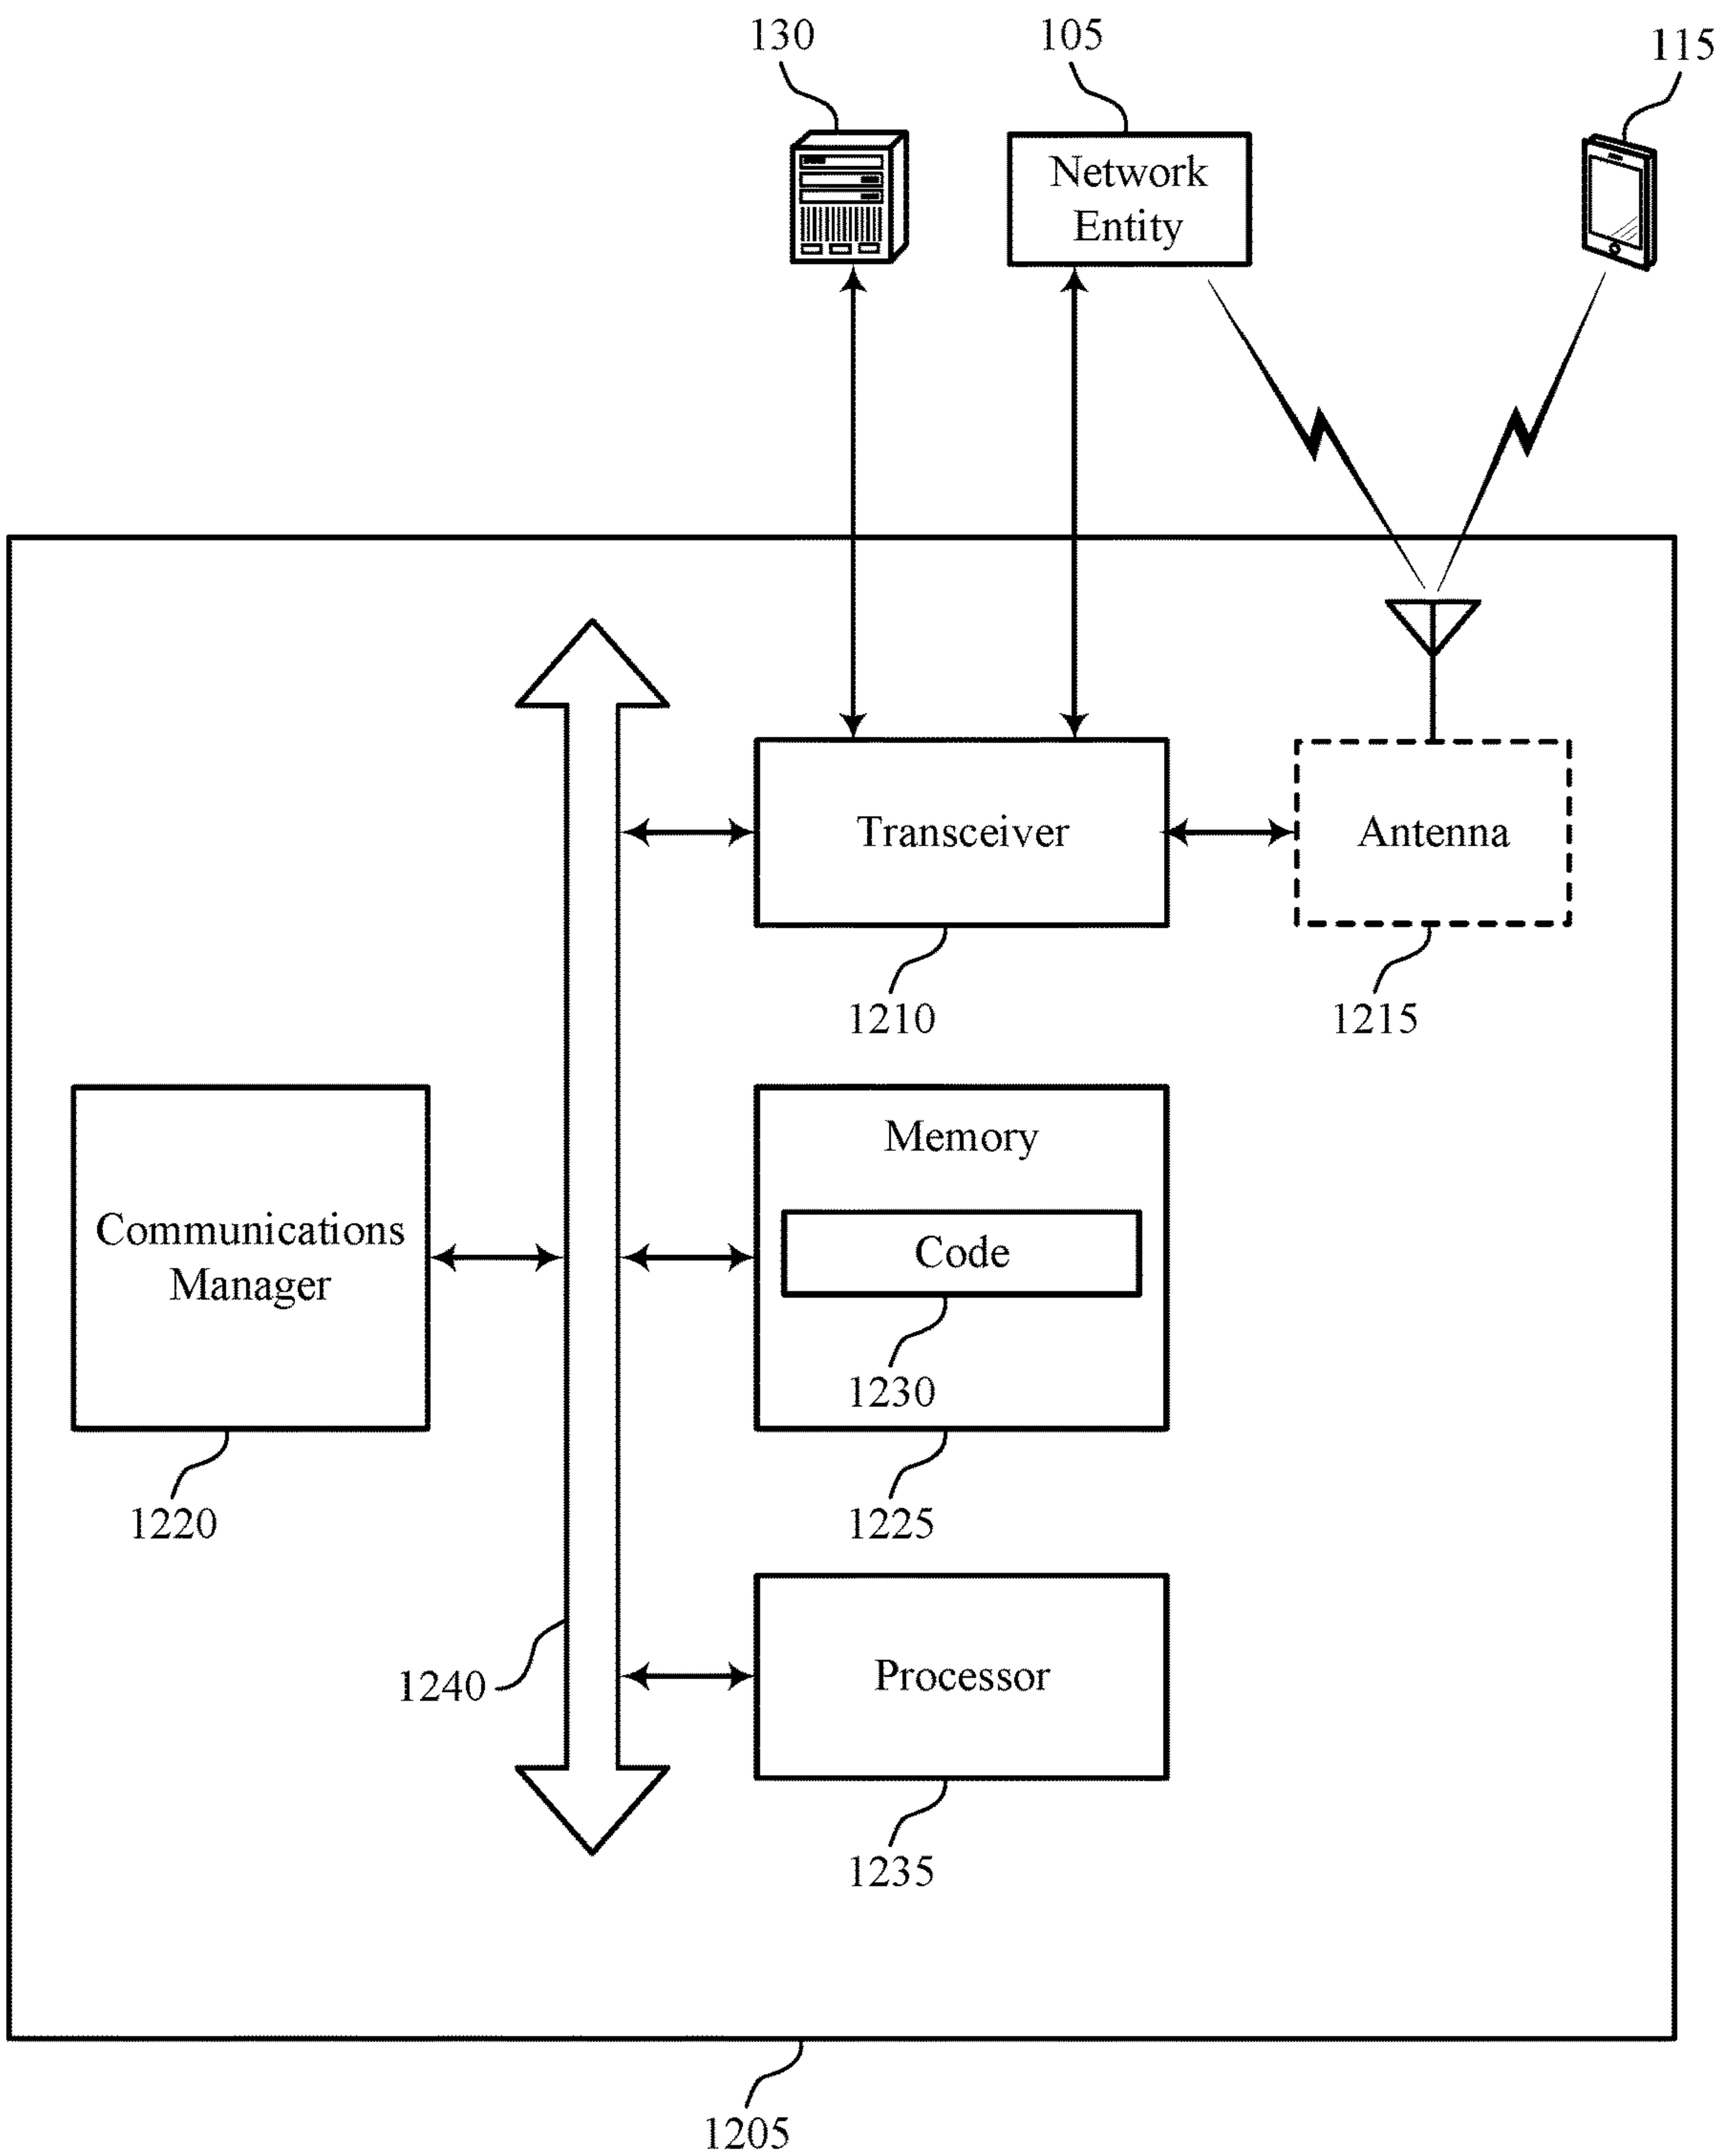 130
105
115
Network
Entity
Transceiver
Antenna
1210
1215
Communications
Manager
Memory
Code
1230
1220
1225
1240
Processor
1235
1205